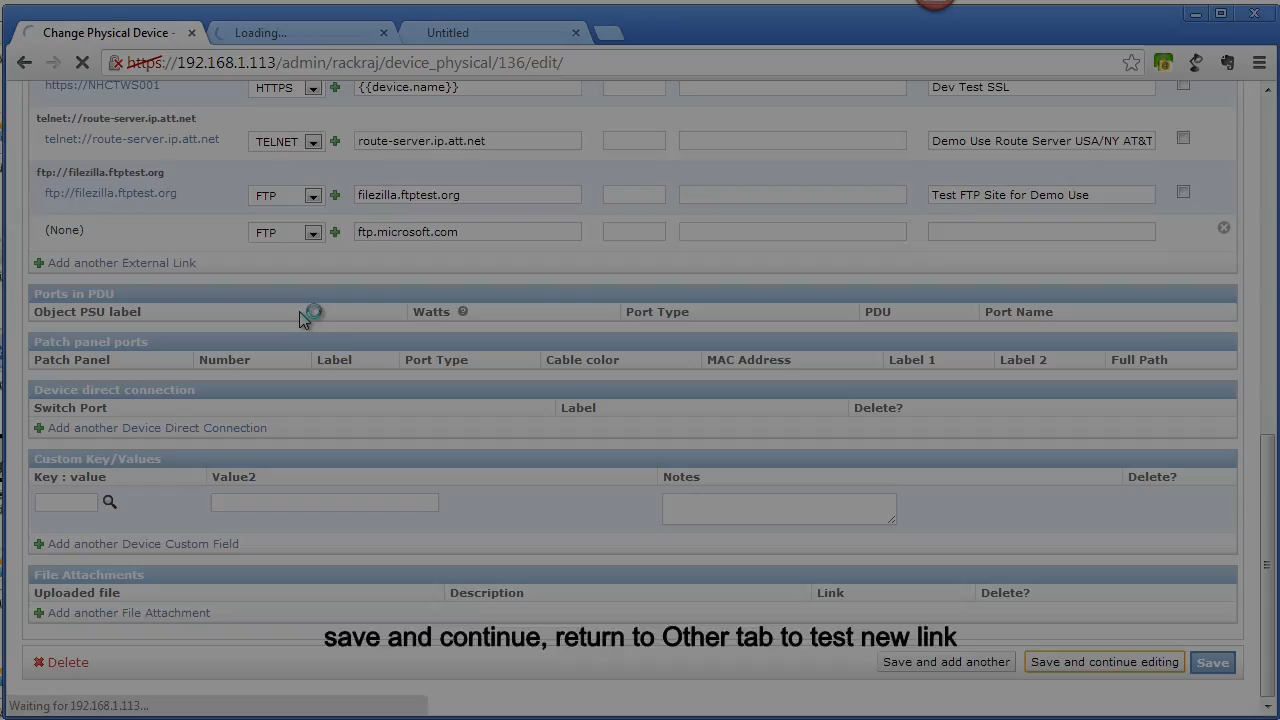 Change Physical Device -
Loading...
Untitled
https://192.168.1.113/admin/rackraj/device_physical/136/edit/
https://NHCTWS001 HTTPS {{device.name}} Dev Test SSL
telnet://route-server.ip.att.net
telnet://route-server.ip.att.net TELNET route-server.ip.att.net Demo Use Route Server USA/NY AT&T
ftp://filezilla.ftptest.org
ftp://filezilla.ftptest.org FTP filezilla.ftptest.org Test FTP Site for Demo Use
(None) FTP ftp.microsoft.com
Add another External Link
Ports in PDU
Object PSU label Watts Port Type PDU Port Name
Patch panel ports
Patch Panel Number Label Port Type Cable color MAC Address Label 1 Label 2 Full Path
Device direct connection
Switch Port Label Delete?
Add another Device Direct Connection
Custom Key/Values
Key : value Value2 Notes Delete?
Add another Device Custom Field
File Attachments
Uploaded file Description Link Delete?
Add another File Attachment
save and continue, return to Other tab to test new link
Delete Save and add another Save and continue editing Save
Waiting for 192.168.1.113...